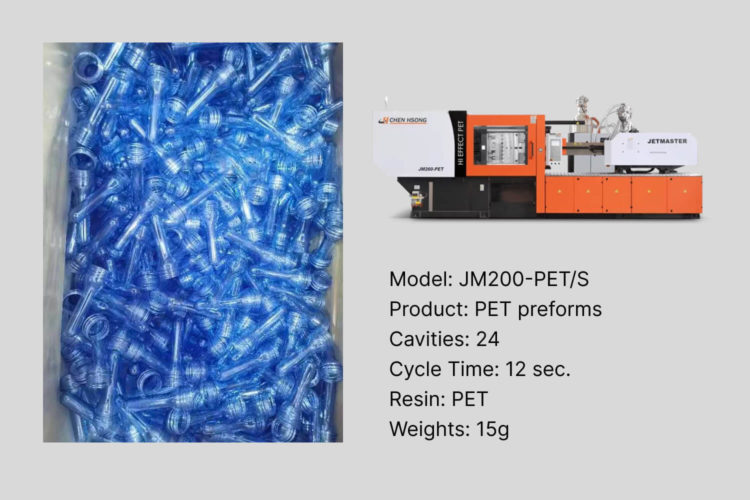 CHEN HSONG
HI EFFECT PET
JM200-PET
JETMASTER
Model: JM200-PET/S
Product: PET preforms
Cavities: 24
Cycle Time: 12 sec.
Resin: PET
Weights: 15g